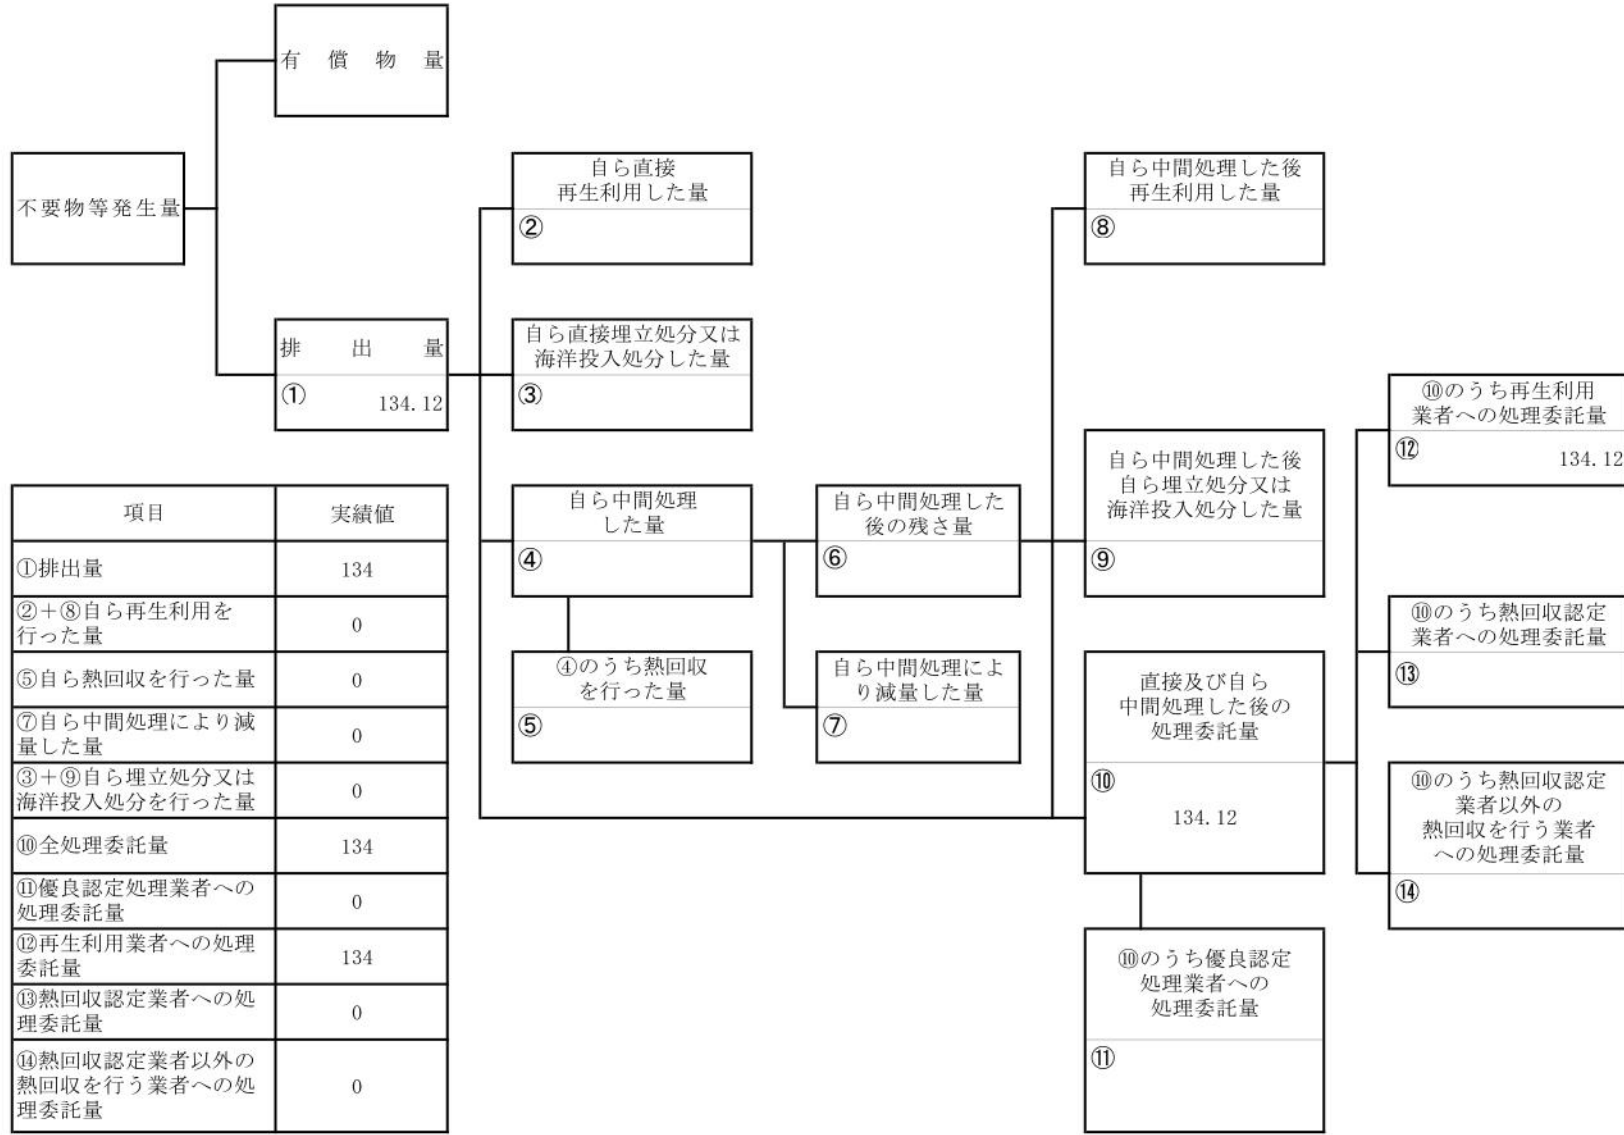 有償物量
不要物等発生量
排出量
①
134.12
自ら直接
再生利用した量
②
自ら直接埋立処分又は
海洋投入処分した量
③
自ら中間処理
した量
④
④のうち熱回収
を行った量
⑤
自ら中間処理した
後の残さ量
⑥
自ら中間処理によ
り減量した量
⑦
自ら中間処理した後
再生利用した量
⑧
自ら中間処理した後
自ら埋立処分又は
海洋投入処分した量
⑨
直接及び自ら
中間処理した後の
処理委託量
⑩
134.12
⑩のうち優良認定
処理業者への
処理委託量
⑪
⑩のうち再生利用
業者への処理委託量
⑫
134.12
⑩のうち熱回収認定
業者への処理委託量
⑬
⑩のうち熱回収認定
業者以外の
熱回収を行う業者
への処理委託量
⑭
項目 実績値
①排出量 134
②+⑧自ら再生利用を
行った量 0
⑤自ら熱回収を行った量 0
⑦自ら中間処理により減
量した量 0
③+⑨自ら埋立処分又は
海洋投入処分を行った量 0
⑩全処理委託量 134
⑪優良認定処理業者への
処理委託量 0
⑫再生利用業者への処理
委託量 134
⑬熱回収認定業者への処
理委託量 0
⑭熱回収認定業者以外の
熱回収を行う業者への処
理委託量 0